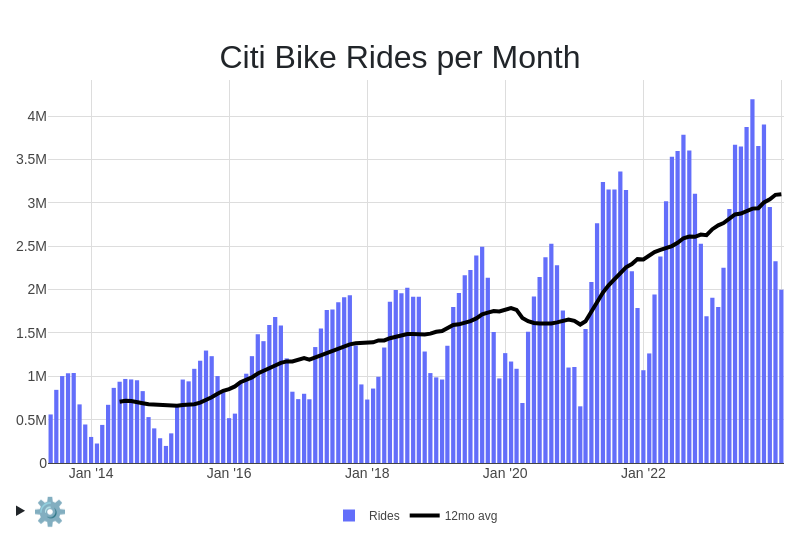 Citi Bike Rides per Month
4M
3.5M
3M
2.5M
2M
1.5M
1M
0.5M
0
Jan '14 Jan '16 Jan '18 Jan '20 Jan '22
Rides 12mo avg